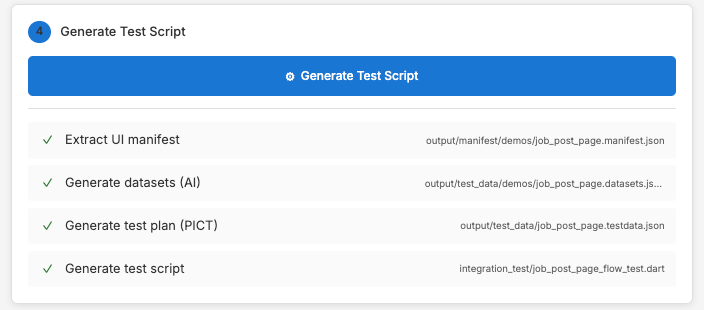 4 Generate Test Script
⚙ Generate Test Script
✓ Extract UI manifest output/manifest/demos/job_post_page.manifest.json
✓ Generate datasets (AI) output/test_data/demos/job_post_page.datasets.js...
✓ Generate test plan (PICT) output/test_data/job_post_page.testdata.json
✓ Generate test script integration_test/job_post_page_flow_test.dart